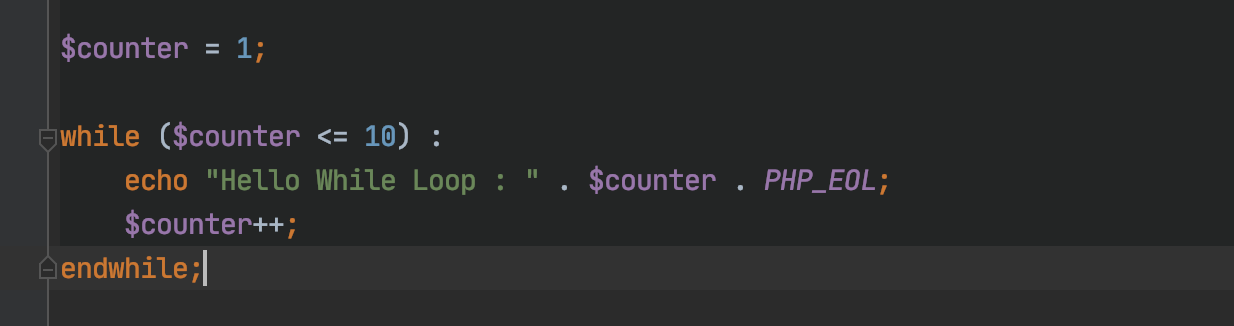 $counter = 1;
while ($counter <= 10) :
echo "Hello While Loop : " . $counter . PHP_EOL;
$counter++;
endwhile;